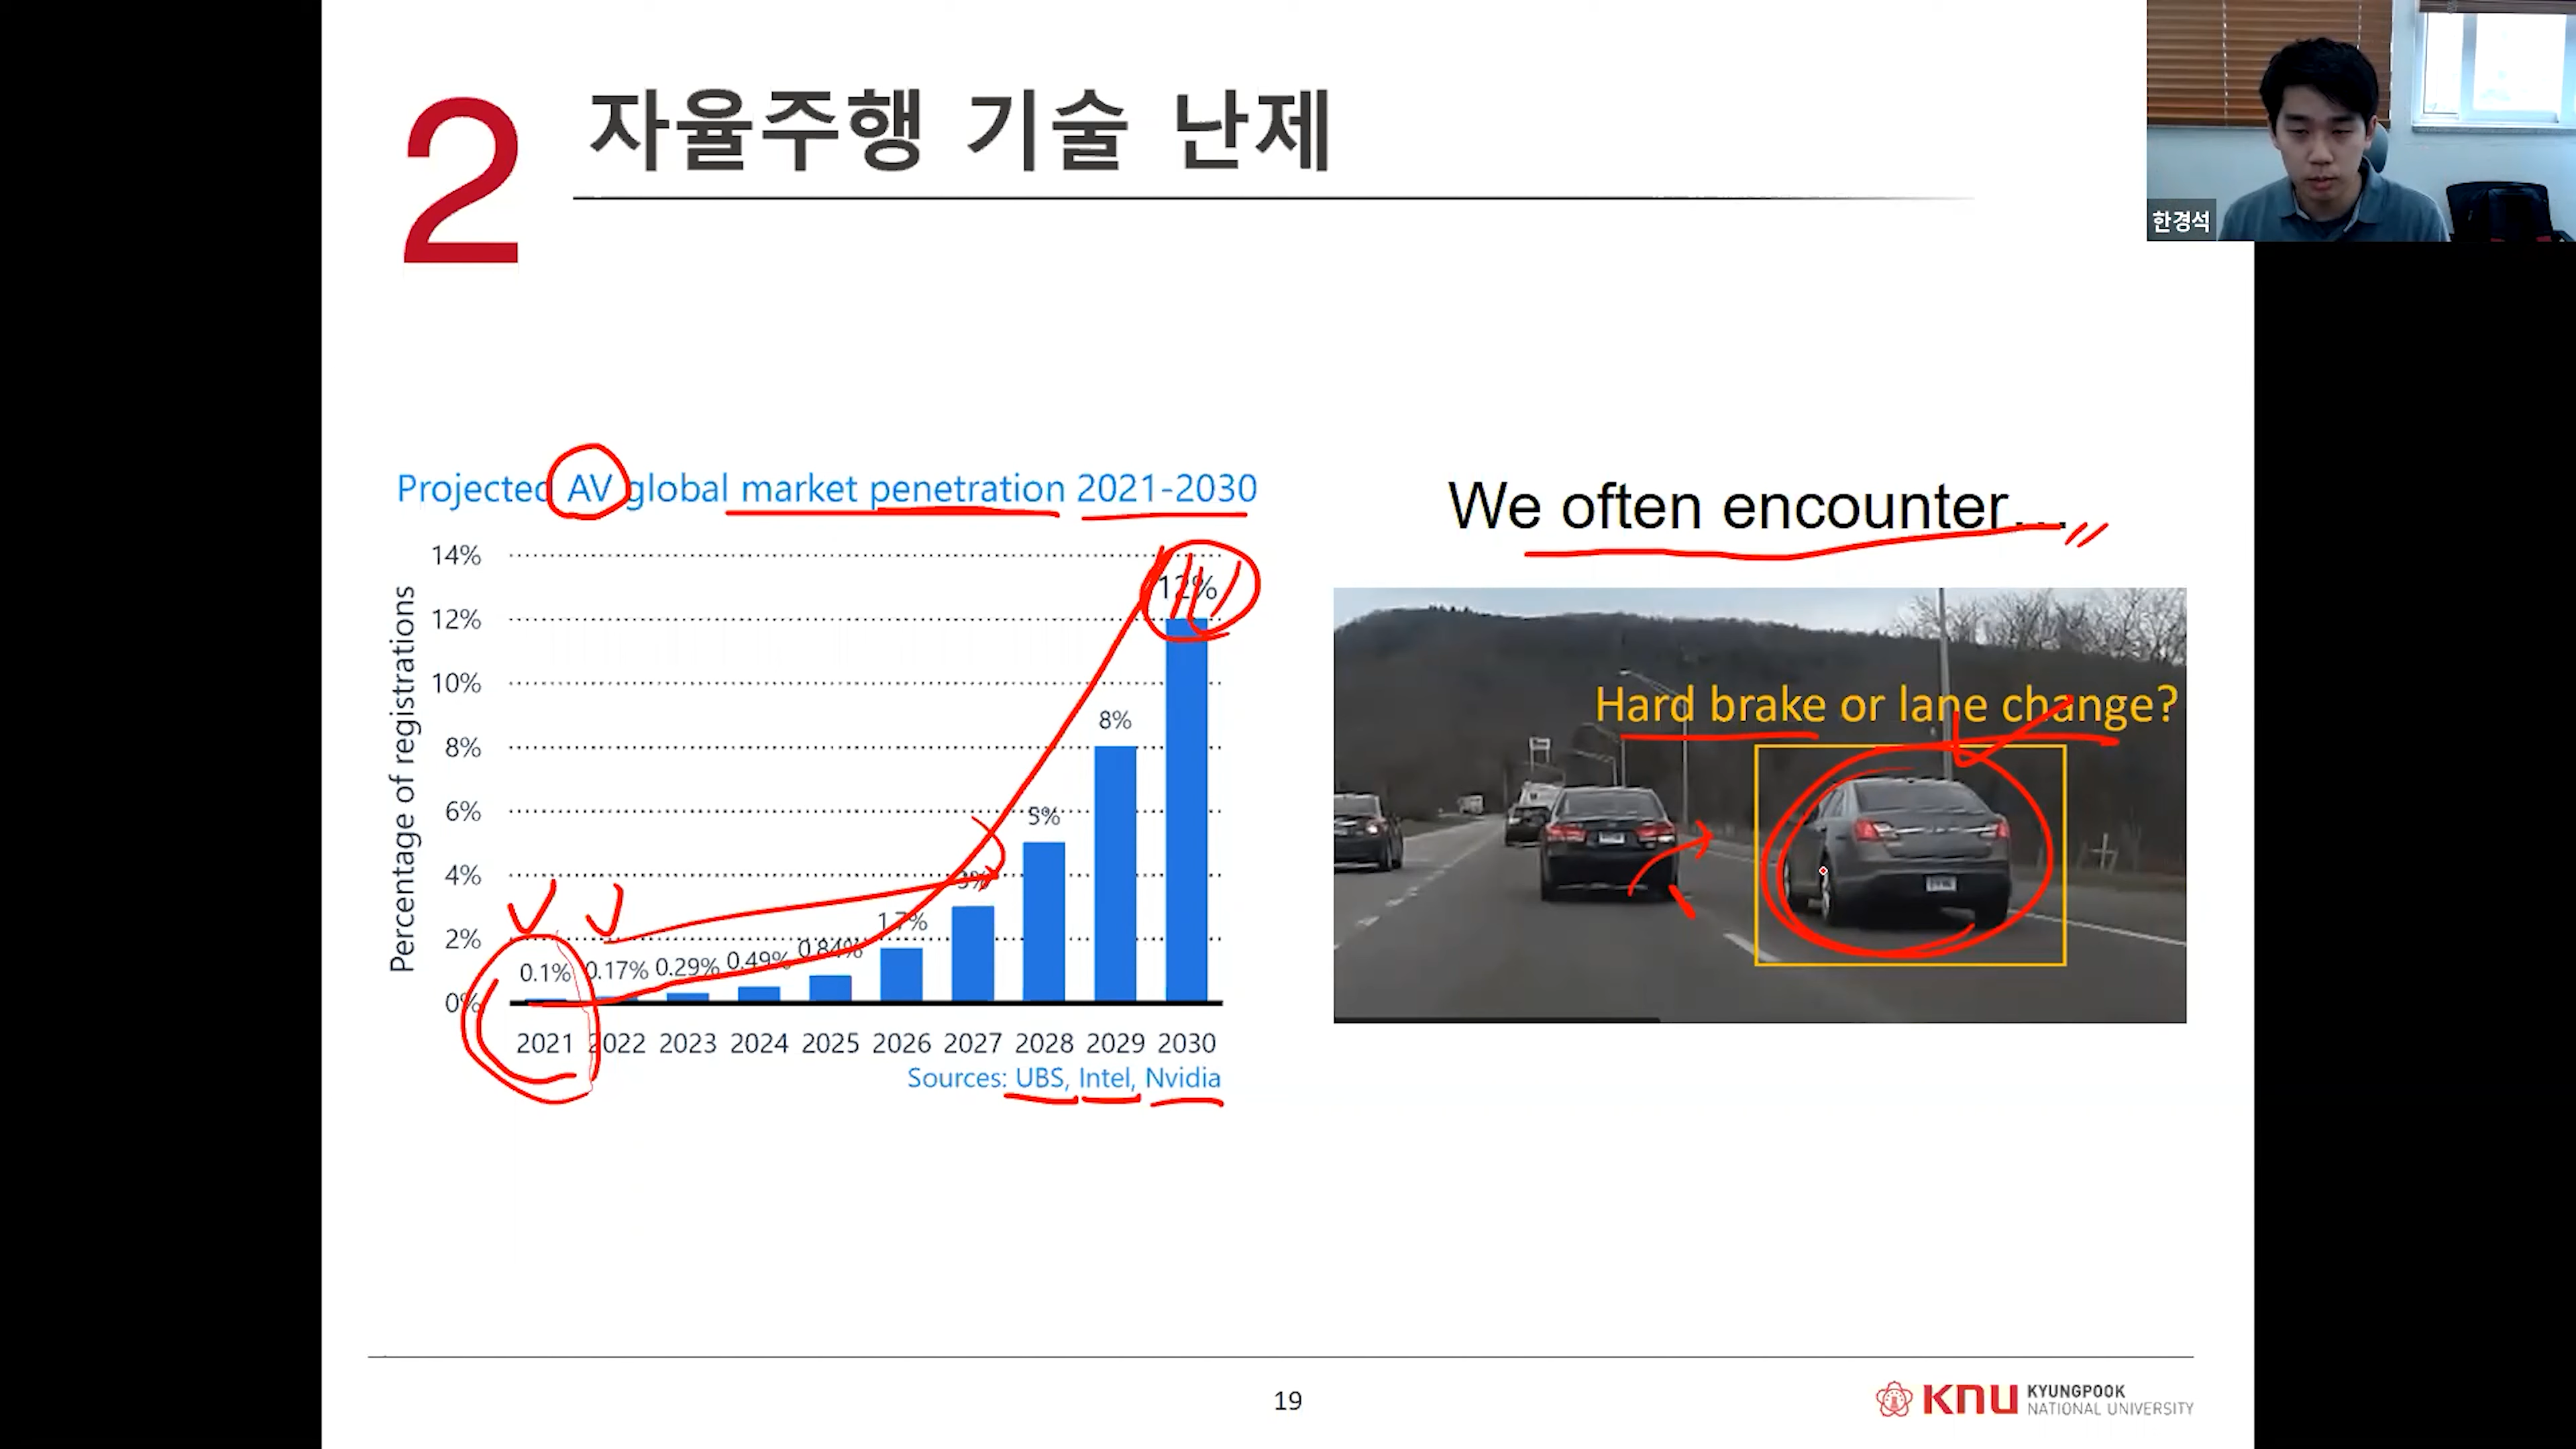 2
자율주행 기술 난제
한경석
Projected AV global market penetration 2021-2030
Percentage of registrations
14%
12%
10%
8%
6%
4%
2%
0%
0.1%
0.17%
0.29%
0.49%
0.84%
1.7%
3%
5%
8%
12%
2021 2022 2023 2024 2025 2026 2027 2028 2029 2030
Sources: UBS, Intel, Nvidia
We often encounter...
Hard brake or lane change?
19
KNU
KYUNGPOOK
NATIONAL UNIVERSITY